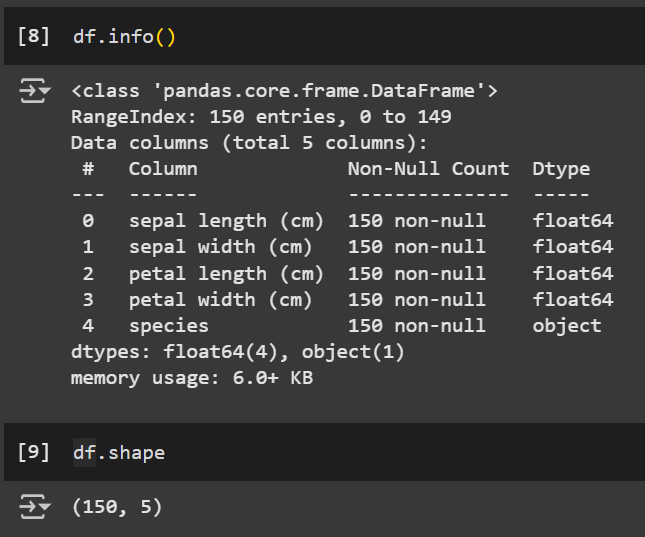 [8] df.info()
<class 'pandas.core.frame.DataFrame'>
RangeIndex: 150 entries, 0 to 149
Data columns (total 5 columns):
 #   Column             Non-Null Count  Dtype
---  ------             --------------  -----
 0   sepal length (cm)  150 non-null    float64
 1   sepal width (cm)   150 non-null    float64
 2   petal length (cm)  150 non-null    float64
 3   petal width (cm)   150 non-null    float64
 4   species            150 non-null    object
dtypes: float64(4), object(1)
memory usage: 6.0+ KB
[9] df.shape
(150, 5)